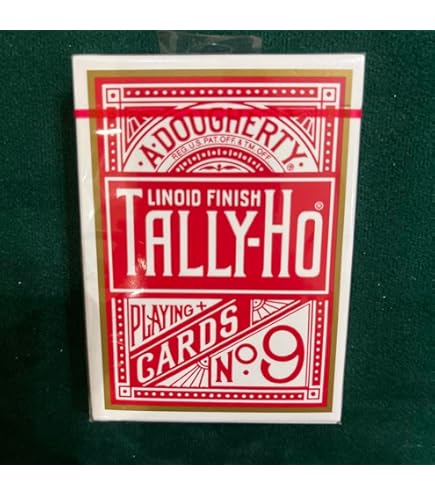 A·DOUGHERTY·
REG. U.S. PAT. OFF. & TM. OFF.
LINOID FINISH
TALLY-HO®
PLAYING +
CARDS
No. 9